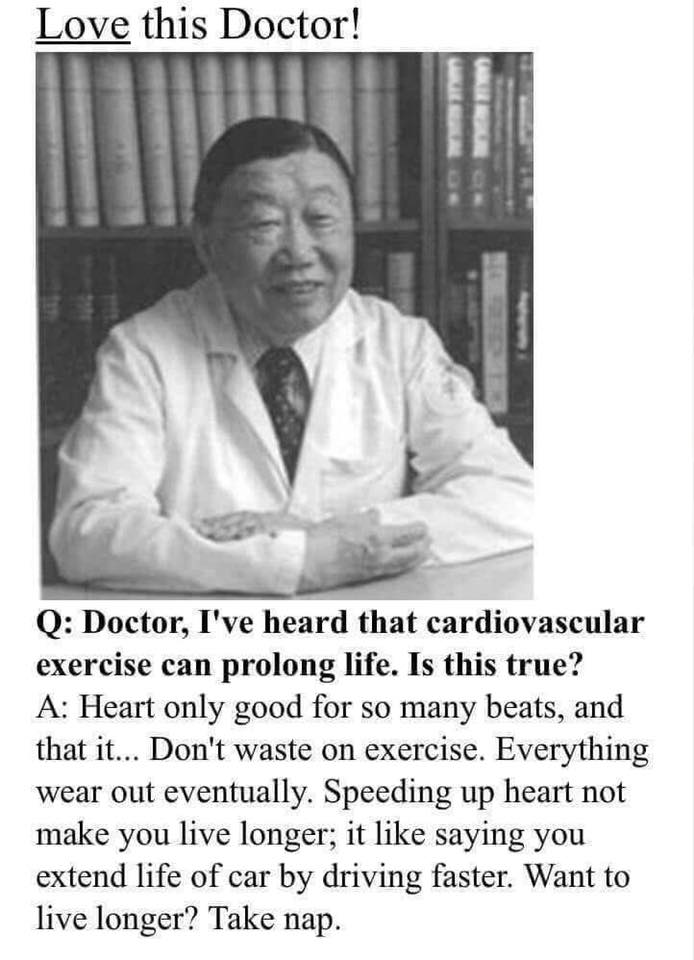 Love this Doctor!
Q: Doctor, I've heard that cardiovascular
exercise can prolong life. Is this true?
A: Heart only good for so many beats, and
that it... Don't waste on exercise. Everything
wear out eventually. Speeding up heart not
make you live longer; it like saying you
extend life of car by driving faster. Want to
live longer? Take nap.